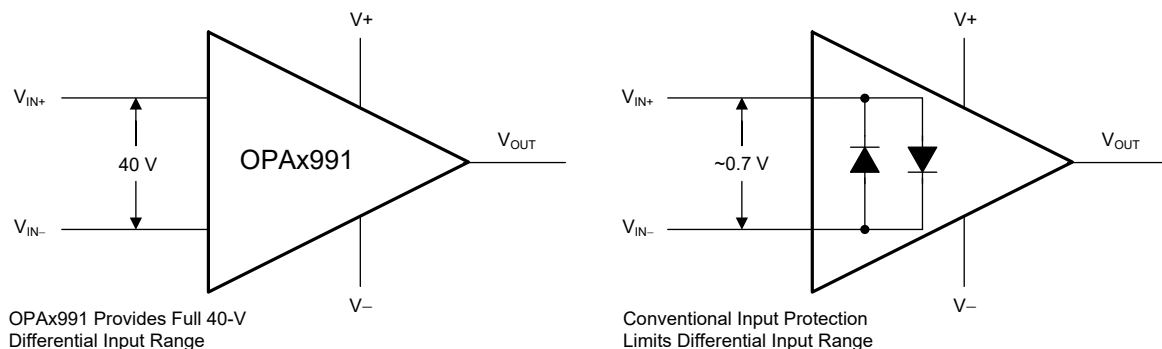 V+
V+
VIN+
VIN+
40 V
OPAx991
VOUT
~0.7 V
VOUT
VIN–
VIN–
V–
V–
OPAx991 Provides Full 40-V
Differential Input Range
Conventional Input Protection
Limits Differential Input Range